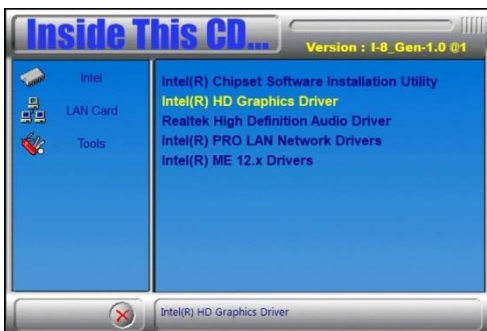 Inside This CD...
Version : I-8_Gen-1.0 @1
Intel
LAN Card
Tools
Intel(R) Chipset Software Installation Utility
Intel(R) HD Graphics Driver
Realtek High Definition Audio Driver
Intel(R) PRO LAN Network Drivers
Intel(R) ME 12.x Drivers
Intel(R) HD Graphics Driver